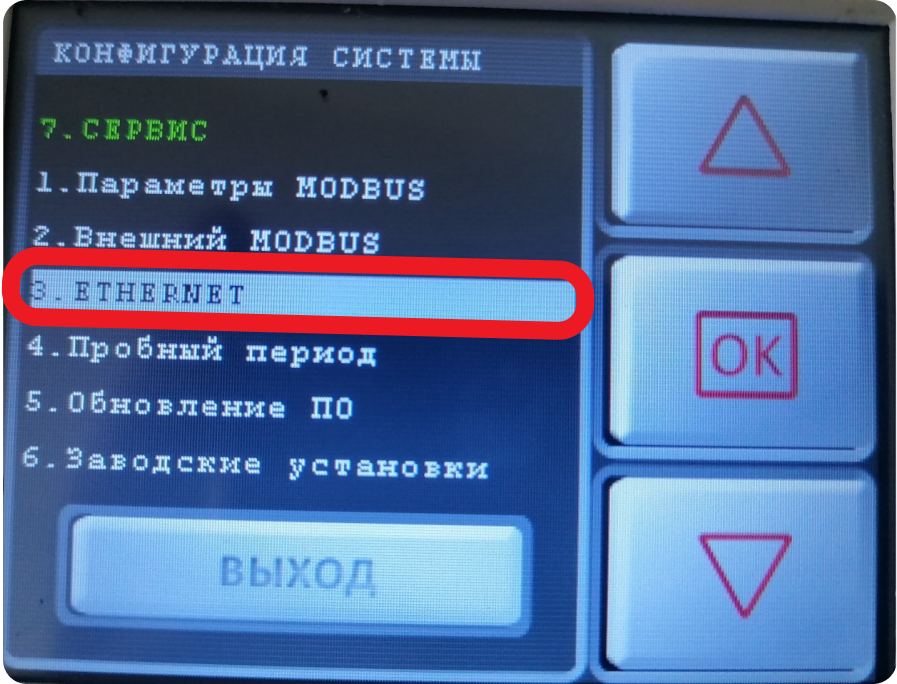 КОНФИГУРАЦИЯ СИСТЕМЫ
7.СЕРВИС
1.Параметры MODBUS
2.Внешний MODBUS
3.ETHERNET
4.Пробный период
5.Обновление ПО
6.Заводские установки
ВЫХОД
OK